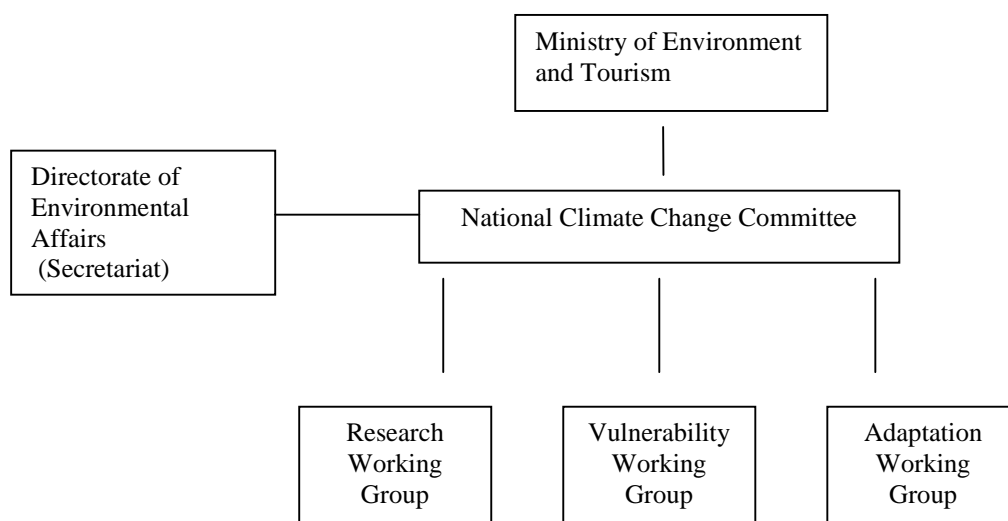 Ministry of Environment
and Tourism
Directorate of
Environmental
Affairs
(Secretariat)
National Climate Change Committee
Research
Working
Group
Vulnerability
Working
Group
Adaptation
Working
Group